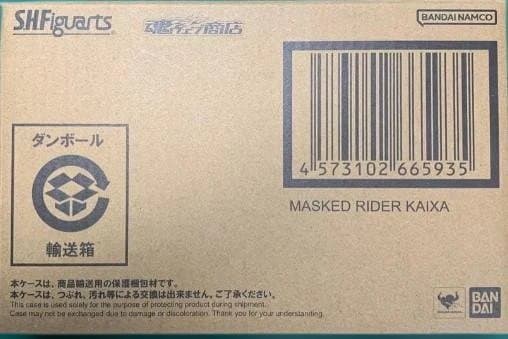 S.H.Figuarts
魂ウェブ商店
BANDAI NAMCO
4 573102 665935
MASKED RIDER KAIXA
ダンボール
輸送箱
本ケースは、商品輸送用の保護梱包材です。
本ケースは、つぶれ、汚れ等による交換は出来ません。ご了承ください。
This case is used solely for the purpose of protecting product during shipment.
Case may not be exchanged due to damage or discoloration. Thank you for your understanding.
BAN
DAI